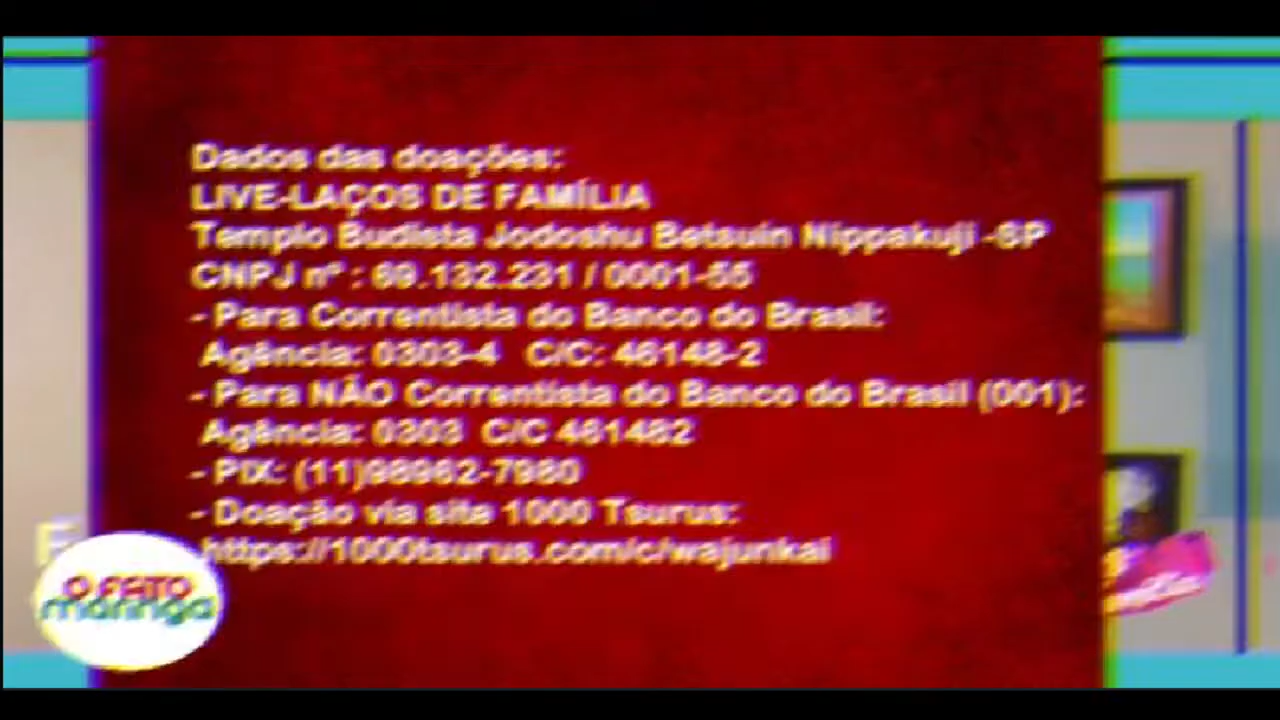 Dados das doações:
LIVE-LAÇOS DE FAMÍLIA
Templo Budista Jodoshu Betsuin Nippakuji -SP
CNPJ nº : 69.132.231 / 0001-55
- Para Correntista do Banco do Brasil:
Agência: 0303-4 C/C: 46148-2
- Para NÃO Correntista do Banco do Brasil (001):
Agência: 0303 C/C 461482
- PIX: (11)98962-7980
- Doação via site 1000 Tsurus:
https://1000tsurus.com/c/wajunkai
O FATO
maringá